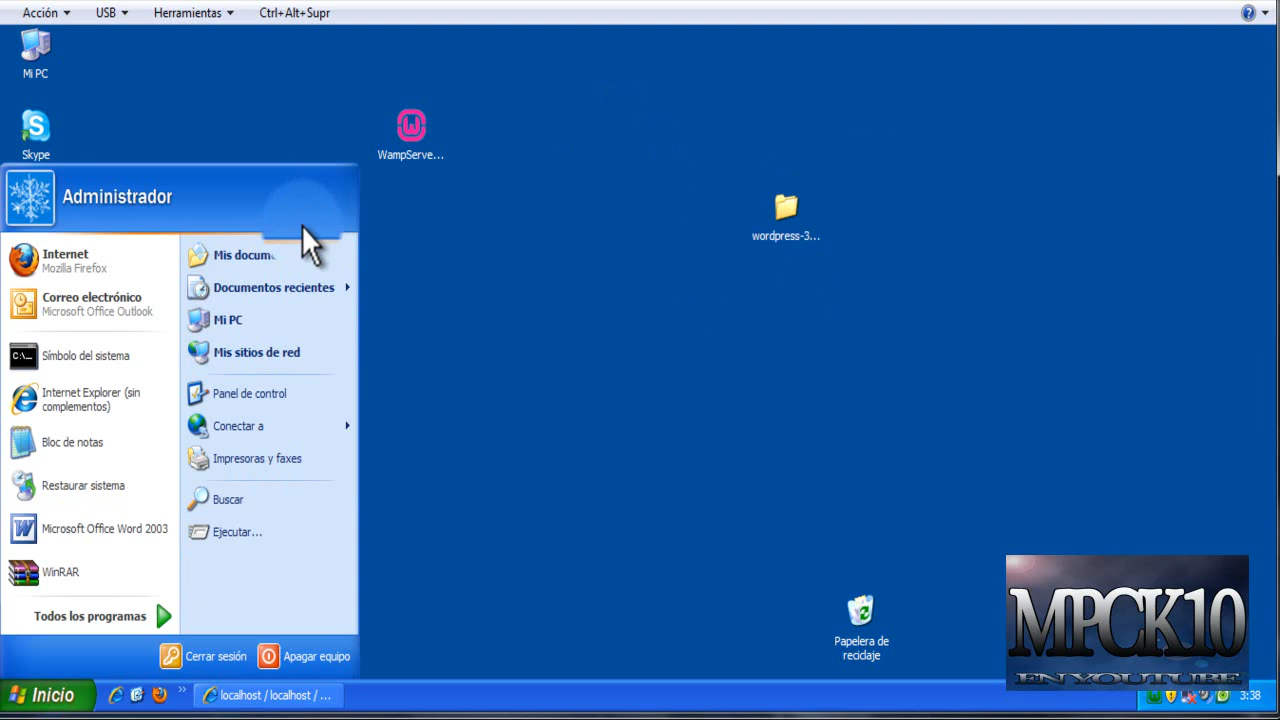 Acción USB Herramientas Ctrl+Alt+Supr
Mi PC
Skype
WampServe...
wordpress-3...
Administrador
Internet
Mozilla Firefox
Correo electrónico
Microsoft Office Outlook
Símbolo del sistema
Internet Explorer (sin
complementos)
Bloc de notas
Restaurar sistema
Microsoft Office Word 2003
WinRAR
Todos los programas
Mis docum
Documentos recientes
Mi PC
Mis sitios de red
Panel de control
Conectar a
Impresoras y faxes
Buscar
Ejecutar...
Cerrar sesión Apagar equipo
Papelera de
reciclaje
MPCK10
EN YOUTUBE
Inicio
localhost / localhost / ...
3:38